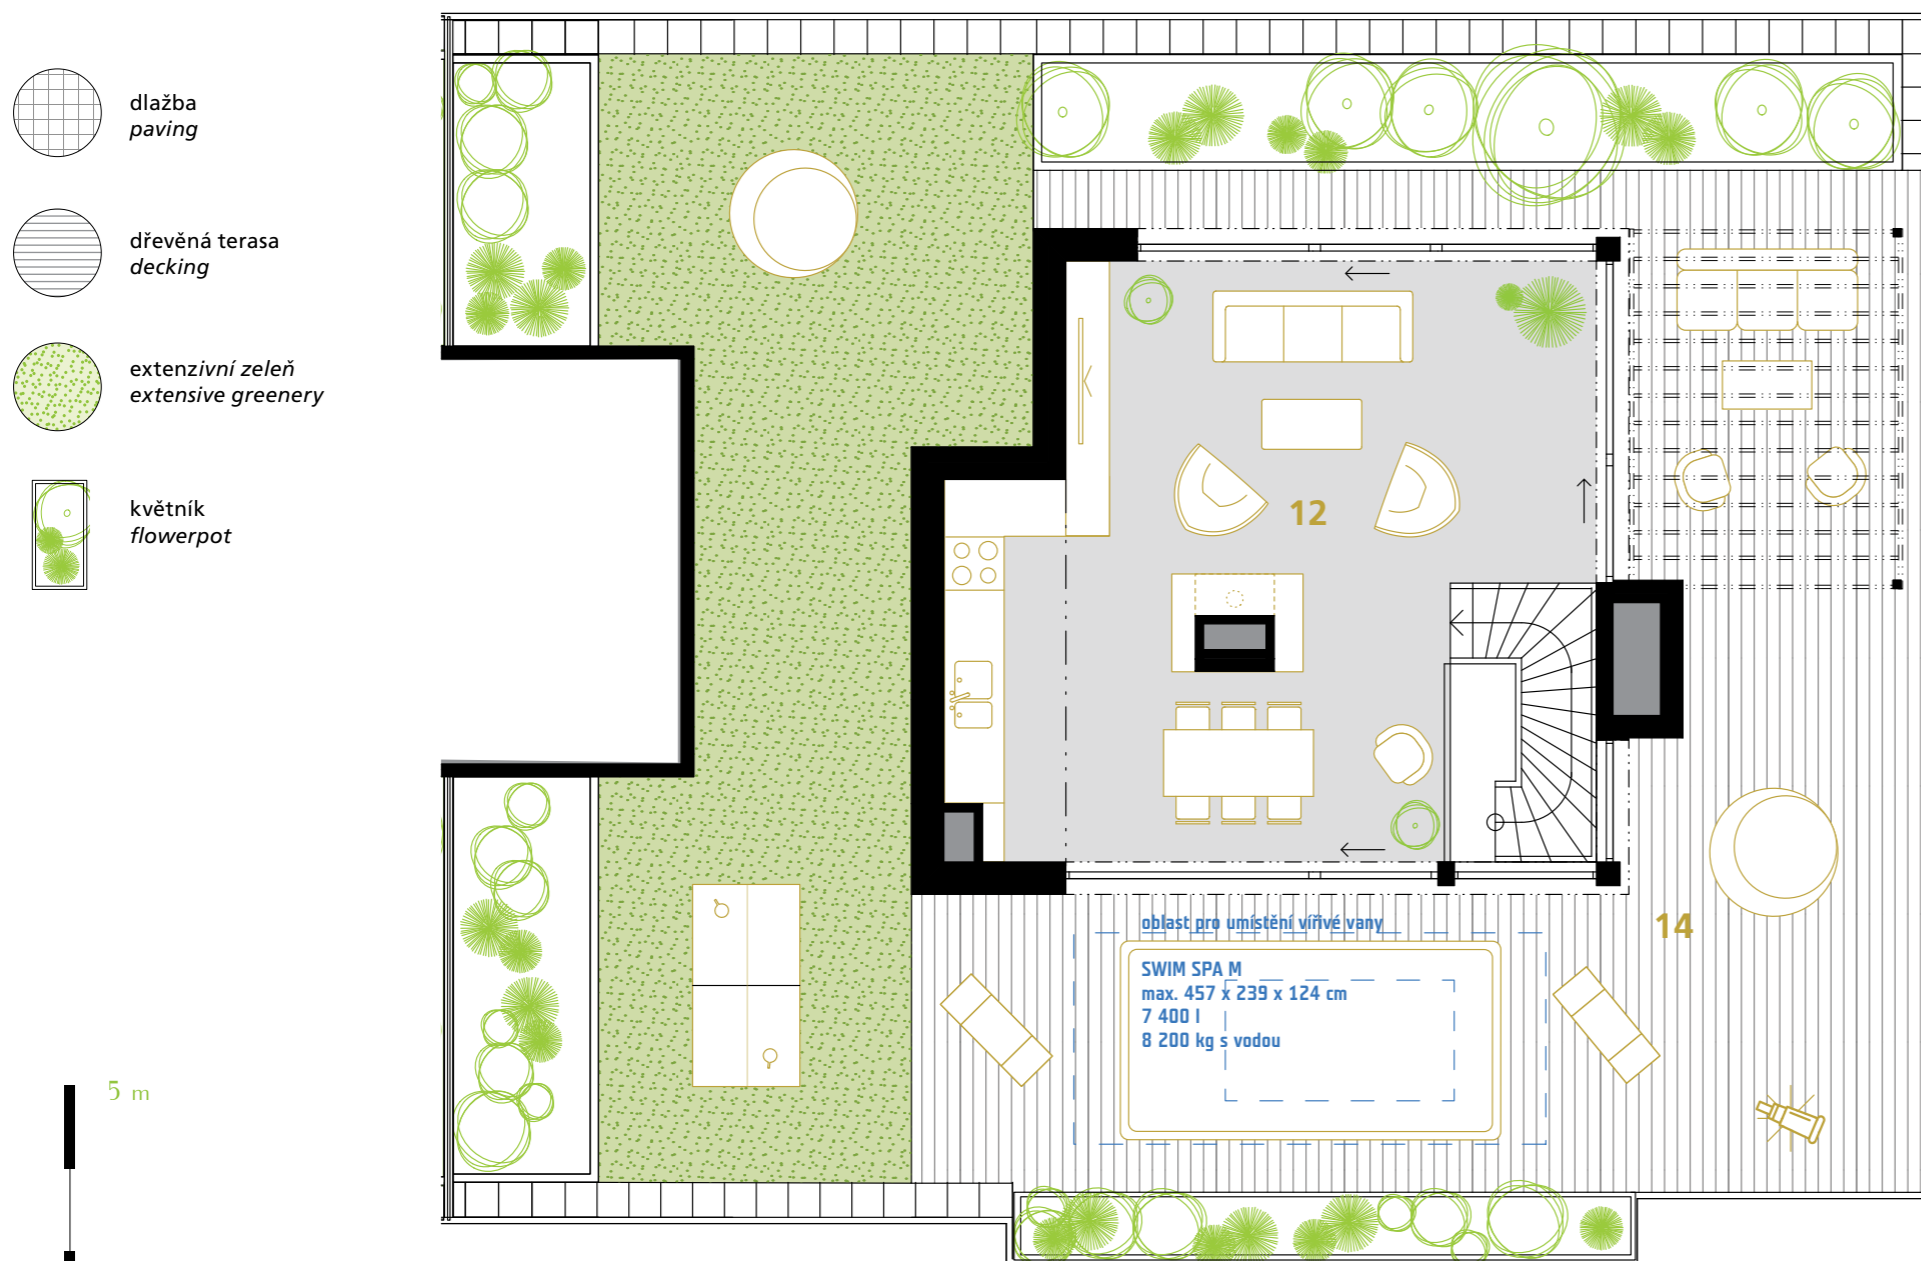 dlažba
paving
dřevěná terasa
decking
extenzivní zeleň
extensive greenery
květník
flowerpot
5 m
12
14
oblast pro umístění vířivé vany
SWIM SPA M
max. 457 x 239 x 124 cm
7 400 l
8 200 kg s vodou